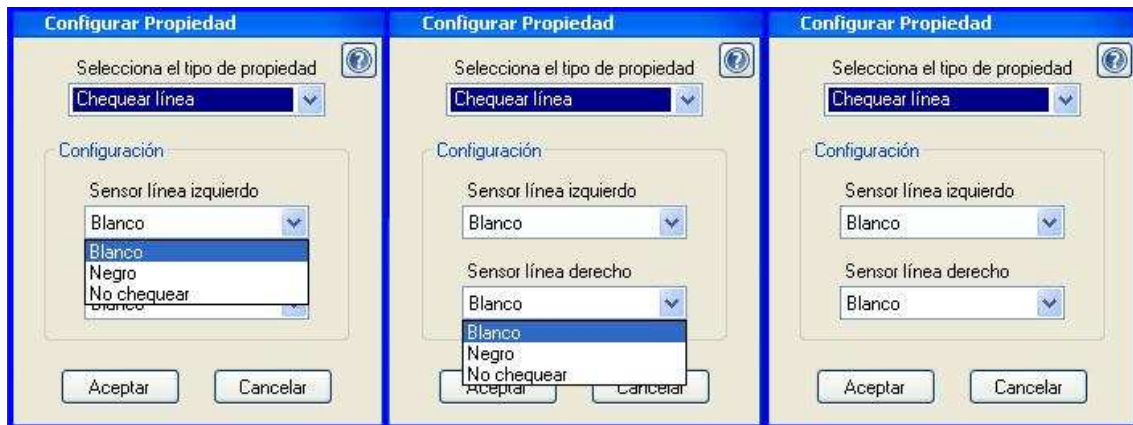 Configurar Propiedad
Selecciona el tipo de propiedad
Chequear línea
Configuración
Sensor línea izquierdo
Blanco
Blanco
Negro
No chequear
Blanco
Aceptar
Cancelar
Configurar Propiedad
Selecciona el tipo de propiedad
Chequear línea
Configuración
Sensor línea izquierdo
Blanco
Sensor línea derecho
Blanco
Blanco
Negro
No chequear
Aceptar
Cancelar
Configurar Propiedad
Selecciona el tipo de propiedad
Chequear línea
Configuración
Sensor línea izquierdo
Blanco
Sensor línea derecho
Blanco
Aceptar
Cancelar